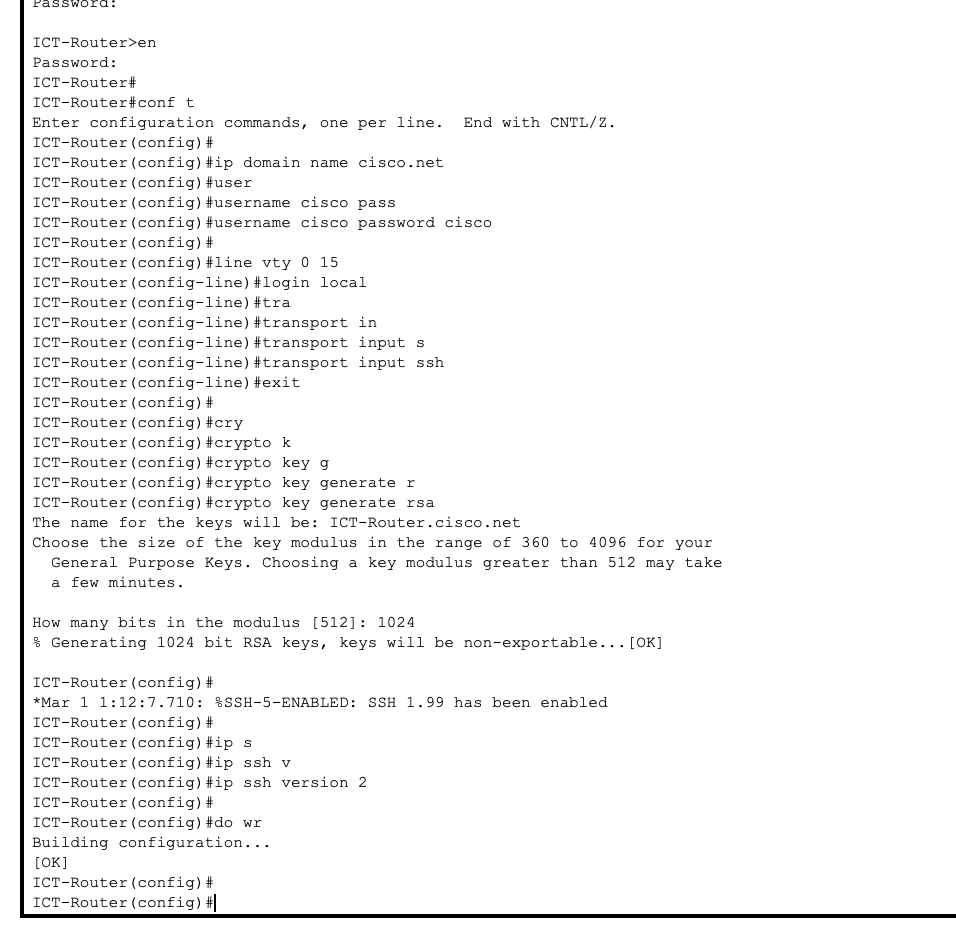 Password:
ICT-Router>en
Password:
ICT-Router#
ICT-Router#conf t
Enter configuration commands, one per line.  End with CNTL/Z.
ICT-Router(config)#
ICT-Router(config)#ip domain name cisco.net
ICT-Router(config)#user
ICT-Router(config)#username cisco pass
ICT-Router(config)#username cisco password cisco
ICT-Router(config)#
ICT-Router(config)#line vty 0 15
ICT-Router(config-line)#login local
ICT-Router(config-line)#tra
ICT-Router(config-line)#transport in
ICT-Router(config-line)#transport input s
ICT-Router(config-line)#transport input ssh
ICT-Router(config-line)#exit
ICT-Router(config)#
ICT-Router(config)#cry
ICT-Router(config)#crypto k
ICT-Router(config)#crypto key g
ICT-Router(config)#crypto key generate r
ICT-Router(config)#crypto key generate rsa
The name for the keys will be: ICT-Router.cisco.net
Choose the size of the key modulus in the range of 360 to 4096 for your
  General Purpose Keys. Choosing a key modulus greater than 512 may take
  a few minutes.
How many bits in the modulus [512]: 1024
% Generating 1024 bit RSA keys, keys will be non-exportable...[OK]
ICT-Router(config)#
*Mar 1 1:12:7.710: %SSH-5-ENABLED: SSH 1.99 has been enabled
ICT-Router(config)#
ICT-Router(config)#ip s
ICT-Router(config)#ip ssh v
ICT-Router(config)#ip ssh version 2
ICT-Router(config)#
ICT-Router(config)#do wr
Building configuration...
[OK]
ICT-Router(config)#
ICT-Router(config)#